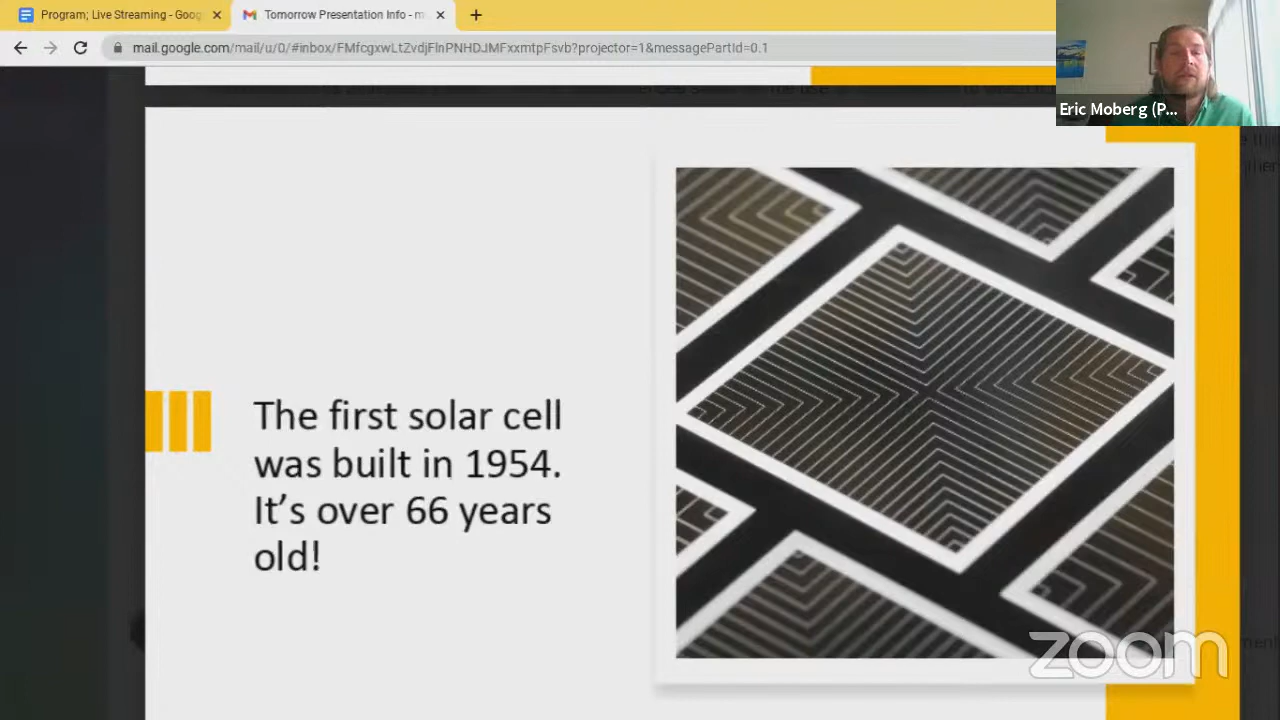 Program; Live Streaming - Goog
Tomorrow Presentation Info - m
mail.google.com/mail/u/0/#inbox/FMfcgxwLtZvdjFlnPNHDJMFxxmtpFsvb?projector=1&messagePartId=0.1
Eric Moberg (P...
The first solar cell
was built in 1954.
It’s over 66 years
old!
zoom